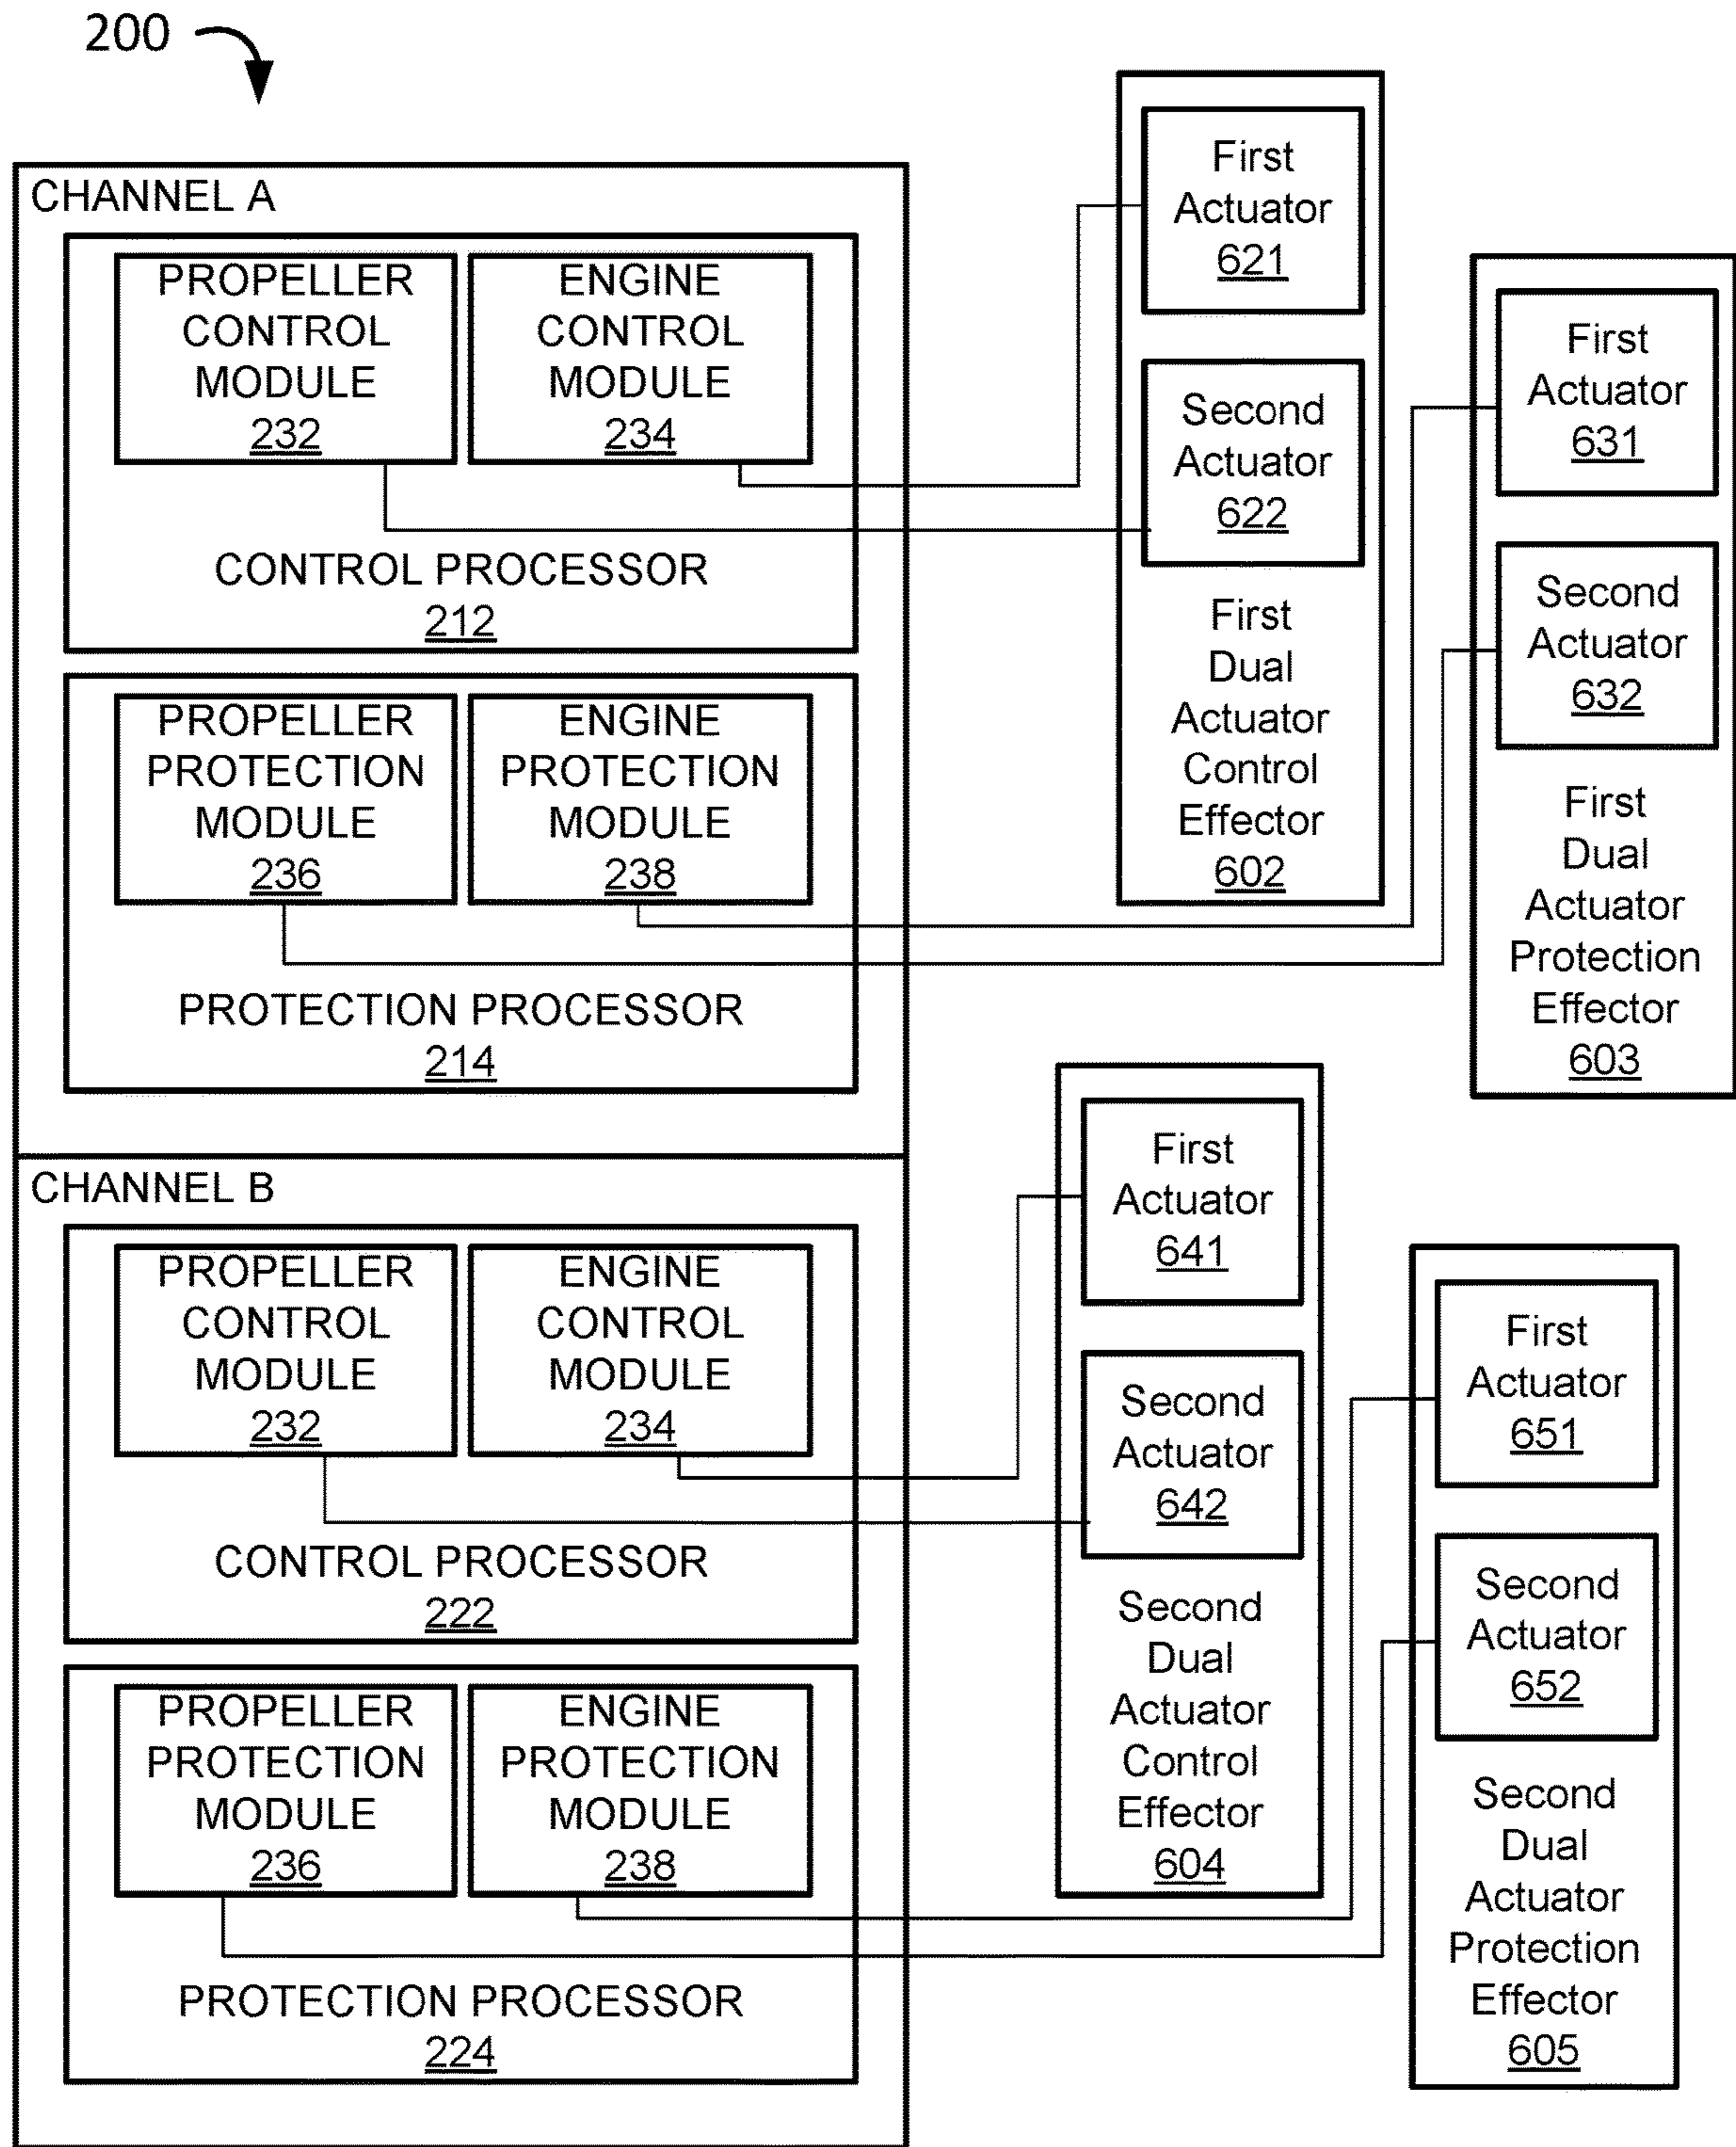 200
CHANNEL A
PROPELLER
CONTROL
MODULE
232
ENGINE
CONTROL
MODULE
234
CONTROL PROCESSOR
212
PROPELLER
PROTECTION
MODULE
236
ENGINE
PROTECTION
MODULE
238
PROTECTION PROCESSOR
214
First
Actuator
621
Second
Actuator
622
First
Dual
Actuator
Control
Effector
602
First
Actuator
631
Second
Actuator
632
First
Dual
Actuator
Protection
Effector
603
CHANNEL B
PROPELLER
CONTROL
MODULE
232
ENGINE
CONTROL
MODULE
234
CONTROL PROCESSOR
222
PROPELLER
PROTECTION
MODULE
236
ENGINE
PROTECTION
MODULE
238
PROTECTION PROCESSOR
224
First
Actuator
641
Second
Actuator
642
Second
Dual
Actuator
Control
Effector
604
First
Actuator
651
Second
Actuator
652
Second
Dual
Actuator
Protection
Effector
605